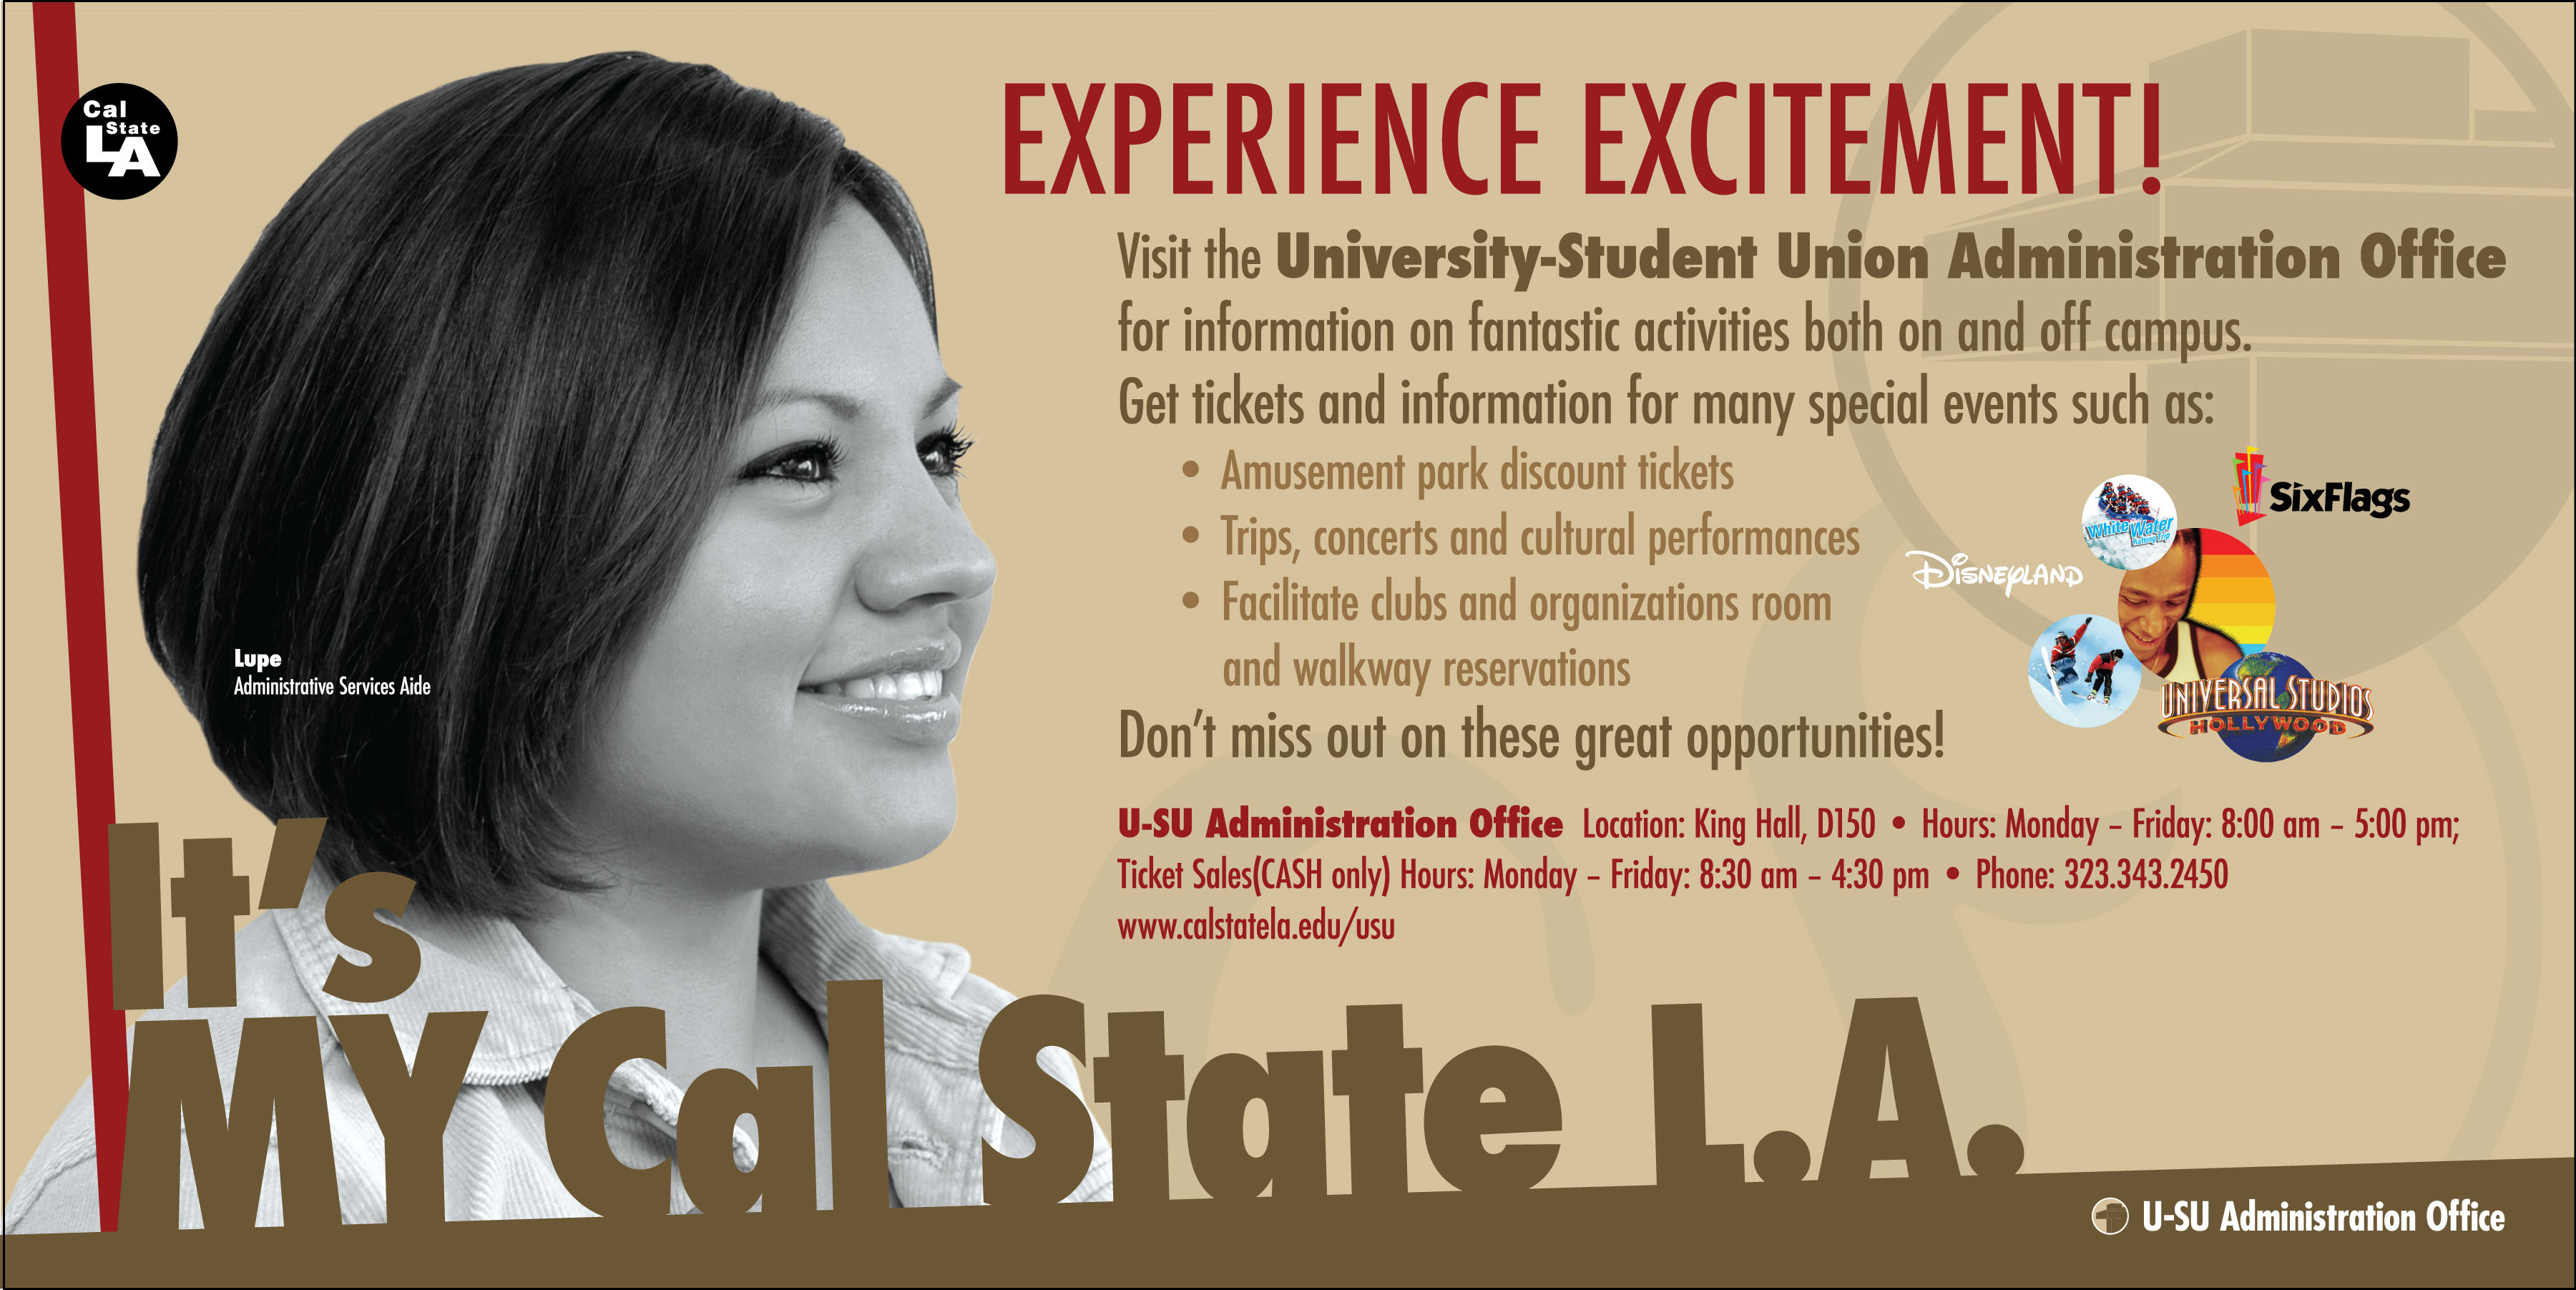 Cal
State
LA
EXPERIENCE EXCITEMENT!
Visit the University-Student Union Administration Office
for information on fantastic activities both on and off campus.
Get tickets and information for many special events such as:
• Amusement park discount tickets
• Trips, concerts and cultural performances
• Facilitate clubs and organizations room
and walkway reservations
Don't miss out on these great opportunities!
SixFlags
White Water
Rafting Trip
DISNEYLAND
UNIVERSAL STUDIOS
HOLLYWOOD
Lupe
Administrative Services Aide
U-SU Administration Office Location: King Hall, D150 • Hours: Monday – Friday: 8:00 am – 5:00 pm;
Ticket Sales(CASH only) Hours: Monday – Friday: 8:30 am – 4:30 pm • Phone: 323.343.2450
www.calstatela.edu/usu
It's
MY Cal State L.A.
U-SU Administration Office